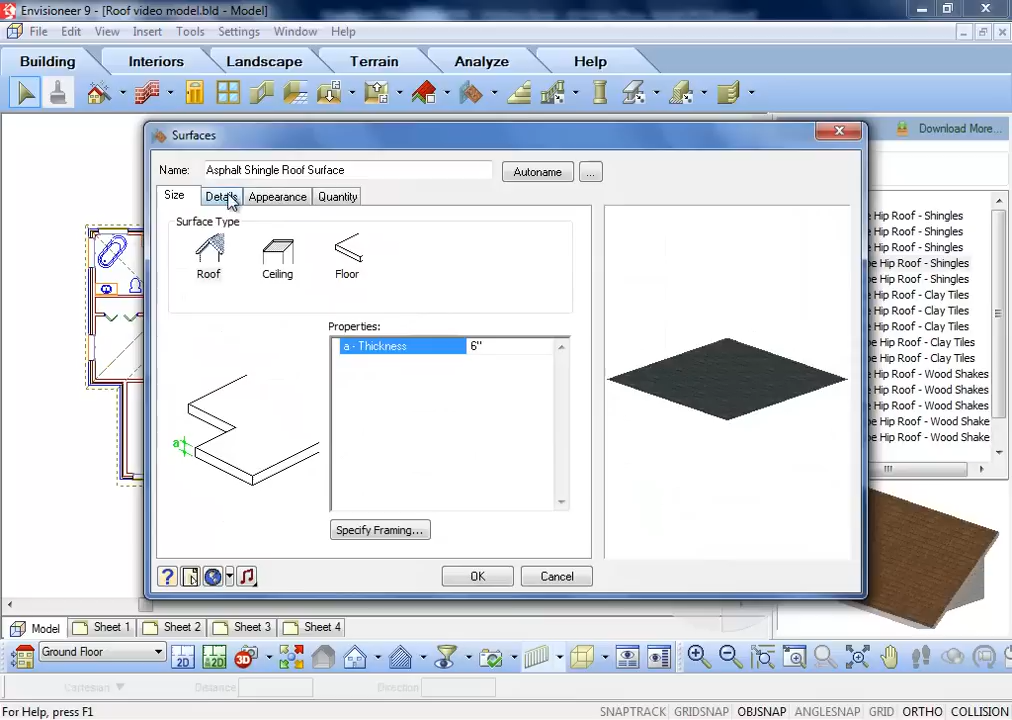 Envisioneer 9 - [Roof video model.bld - Model]
File Edit View Insert Tools Settings Window Help
Building Interiors Landscape Terrain Analyze Help
Download More...
Surfaces
Name: Asphalt Shingle Roof Surface Autoname ...
Size Details Appearance Quantity
Surface Type
Roof Ceiling Floor
Properties:
a - Thickness 6"
a
Specify Framing...
OK Cancel
e Hip Roof - Shingles
e Hip Roof - Shingles
e Hip Roof - Shingles
e Hip Roof - Shingles
e Hip Roof - Shingles
e Hip Roof - Clay Tiles
e Hip Roof - Clay Tiles
e Hip Roof - Clay Tiles
e Hip Roof - Clay Tiles
e Hip Roof - Clay Tiles
e Hip Roof - Wood Shakes
e Hip Roof - Wood Shakes
e Hip Roof - Wood Shakes
e Hip Roof - Wood Shakes
e Hip Roof - Wood Shakes
Model Sheet 1 Sheet 2 Sheet 3 Sheet 4
Ground Floor 2D 2D 3D
Cartesian Distance Direction
For Help, press F1 SNAPTRACK GRIDSNAP OBJSNAP ANGLESNAP GRID ORTHO COLLISION